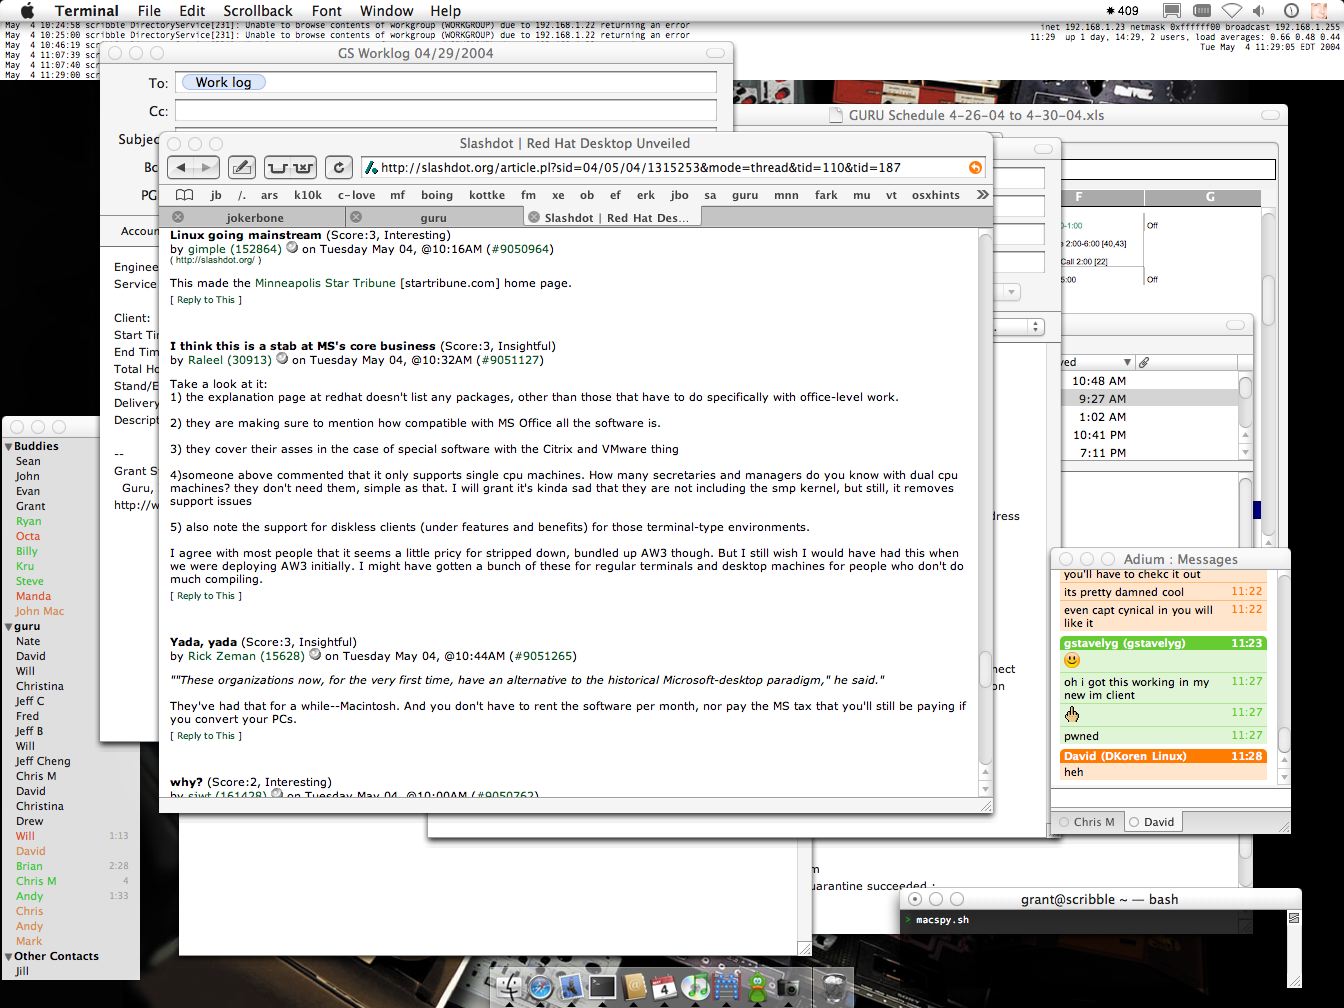 Terminal File Edit Scrollback Font Window Help
409
May 4 10:24:58 scribble DirectoryService[231]: Unable to browse contents of workgroup (WORKGROUP) due to 192.168.1.22 returning an error
May 4 10:25:00 scribble DirectoryService[231]: Unable to browse contents of workgroup (WORKGROUP) due to 192.168.1.22 returning an error
May 4 10:46:19 scr
May 4 11:07:39 scr
May 4 11:07:40 scr
May 4 11:29:00 scr
inet 192.168.1.23 netmask 0xffffff00 broadcast 192.168.1.255
11:29 up 1 day, 14:29, 2 users, load averages: 0.66 0.48 0.44
Tue May 4 11:29:05 EDT 2004
GS Worklog 04/29/2004
To: Work log
Cc:
Subjec
Bc
PG
Accoun
Enginee
Service
Client:
Start Ti
End Tim
Total Ho
Stand/E
Delivery
Descript
--
Grant S
Guru,
http://w
GURU Schedule 4-26-04 to 4-30-04.xls
F G
0-1:00 Off
2:00-6:00 [40,43]
Call 2:00 [22]
5:00 Off
ved
10:48 AM
9:27 AM
1:02 AM
10:41 PM
7:11 PM
dress
nect
on
m
uarantine succeeded :
Slashdot | Red Hat Desktop Unveiled
http://slashdot.org/article.pl?sid=04/05/04/1315253&mode=thread&tid=110&tid=187
jb /. ars k10k c-love mf boing kottke fm xe ob ef erk jbo sa guru mnn fark mu vt osxhints
jokerbone guru Slashdot | Red Hat Des...
Linux going mainstream (Score:3, Interesting)
by gimple (152864) on Tuesday May 04, @10:16AM (#9050964)
( http://slashdot.org/ )
This made the Minneapolis Star Tribune [startribune.com] home page.
[ Reply to This ]
I think this is a stab at MS's core business (Score:3, Insightful)
by Raleel (30913) on Tuesday May 04, @10:32AM (#9051127)
Take a look at it:
1) the explanation page at redhat doesn't list any packages, other than those that have to do specifically with office-level work.
2) they are making sure to mention how compatible with MS Office all the software is.
3) they cover their asses in the case of special software with the Citrix and VMware thing
4)someone above commented that it only supports single cpu machines. How many secretaries and managers do you know with dual cpu
machines? they don't need them, simple as that. I will grant it's kinda sad that they are not including the smp kernel, but still, it removes
support issues
5) also note the support for diskless clients (under features and benefits) for those terminal-type environments.
I agree with most people that it seems a little pricy for stripped down, bundled up AW3 though. But I still wish I would have had this when
we were deploying AW3 initially. I might have gotten a bunch of these for regular terminals and desktop machines for people who don't do
much compiling.
[ Reply to This ]
Yada, yada (Score:3, Insightful)
by Rick Zeman (15628) on Tuesday May 04, @10:44AM (#9051265)
""These organizations now, for the very first time, have an alternative to the historical Microsoft-desktop paradigm," he said."
They've had that for a while--Macintosh. And you don't have to rent the software per month, nor pay the MS tax that you'll still be paying if
you convert your PCs.
[ Reply to This ]
why? (Score:2, Interesting)
by siwt (161428) on Tuesday May 04, @10:00AM (#9050762)
Buddies
Sean
John
Evan
Grant
Ryan
Octa
Billy
Kru
Steve
Manda
John Mac
guru
Nate
David
Will
Christina
Jeff C
Fred
Jeff B
Will
Jeff Cheng
Chris M
David
Christina
Drew
Will 1:13
David
Brian 2:28
Chris M 4
Andy 1:33
Chris
Andy
Mark
Other Contacts
Jill
Adium : Messages
you'll have to chekc it out
its pretty damned cool 11:22
even capt cynical in you will 11:22
like it
gstavelyg (gstavelyg) 11:23
oh i got this working in my 11:27
new im client
11:27
pwned 11:27
David (DKoren Linux) 11:28
heh
Chris M David
grant@scribble ~ — bash
> macspy.sh
4